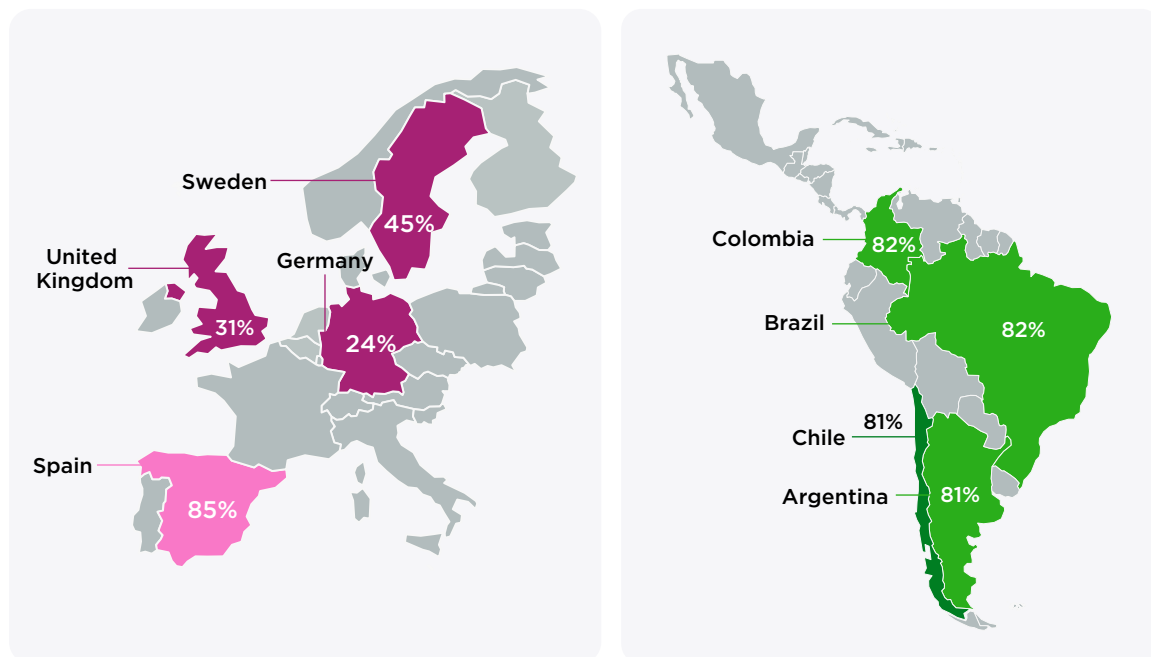 Sweden
45%
United
Kingdom
31%
Germany
24%
Spain
85%
Colombia
82%
Brazil
82%
81%
Chile
Argentina
81%